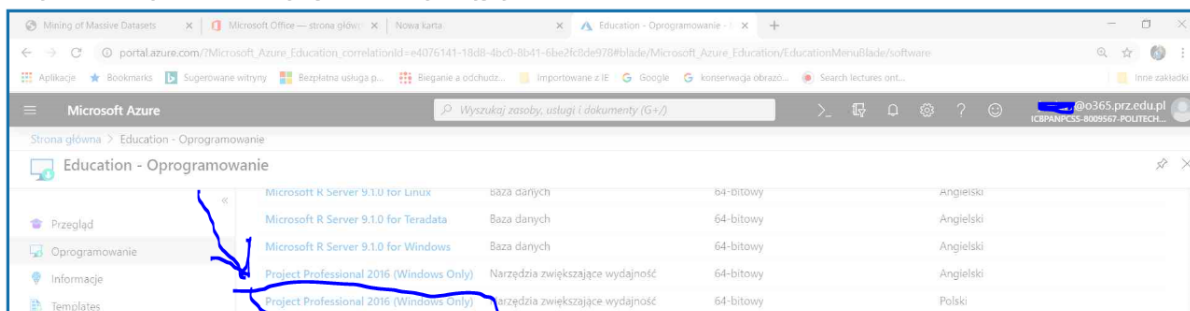 Mining of Massive Datasets
Microsoft Office — strona główn
Nowa karta
Education - Oprogramowanie -
portal.azure.com/?Microsoft_Azure_Education_correlationId=e4076141-18d8-4bc0-8b41-6be2fc8de978#blade/Microsoft_Azure_Education/EducationMenuBlade/software
Aplikacje Bookmarks Sugerowane witryny Bezpłatna usługa p... Bieganie a odchudz... Importowane z IE Google konserwacja obrazó... Search lectures ont... Inne zakładki
Microsoft Azure Wyszukaj zasoby, usługi i dokumenty (G+/) @o365.prz.edu.pl
ICBPANPCSS-8009567-POLITECH...
Strona główna > Education - Oprogramowanie
Education - Oprogramowanie
Microsoft R Server 9.1.0 for Linux Baza danych 64-bitowy Angielski
Przegląd Microsoft R Server 9.1.0 for Teradata Baza danych 64-bitowy Angielski
Oprogramowanie Microsoft R Server 9.1.0 for Windows Baza danych 64-bitowy Angielski
Informacje Project Professional 2016 (Windows Only) Narzędzia zwiększające wydajność 64-bitowy Angielski
Templates Project Professional 2016 (Windows Only) Narzędzia zwiększające wydajność 64-bitowy Polski